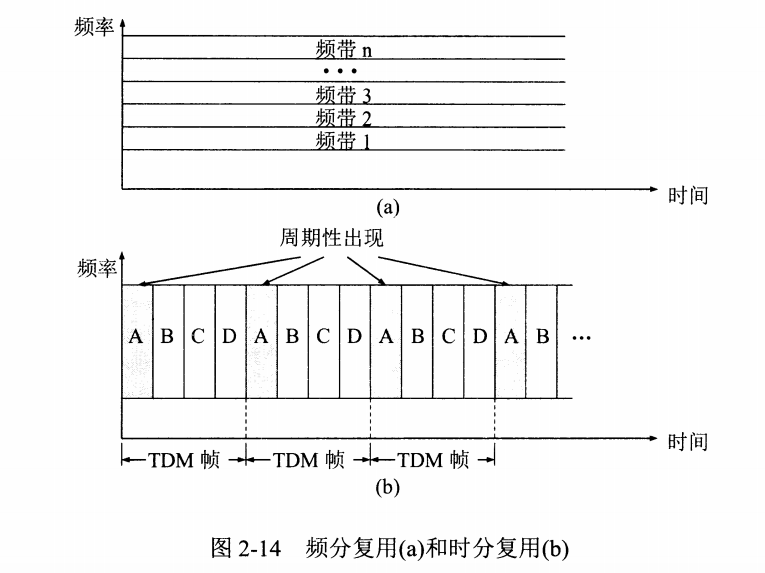 频率
频带 n
•••
频带 3
频带 2
频带 1
时间
(a)
周期性出现
频率
A B C D A B C D A B C D A B …
时间
TDM 帧 TDM 帧 TDM 帧
(b)
图 2-14 频分复用(a)和时分复用(b)